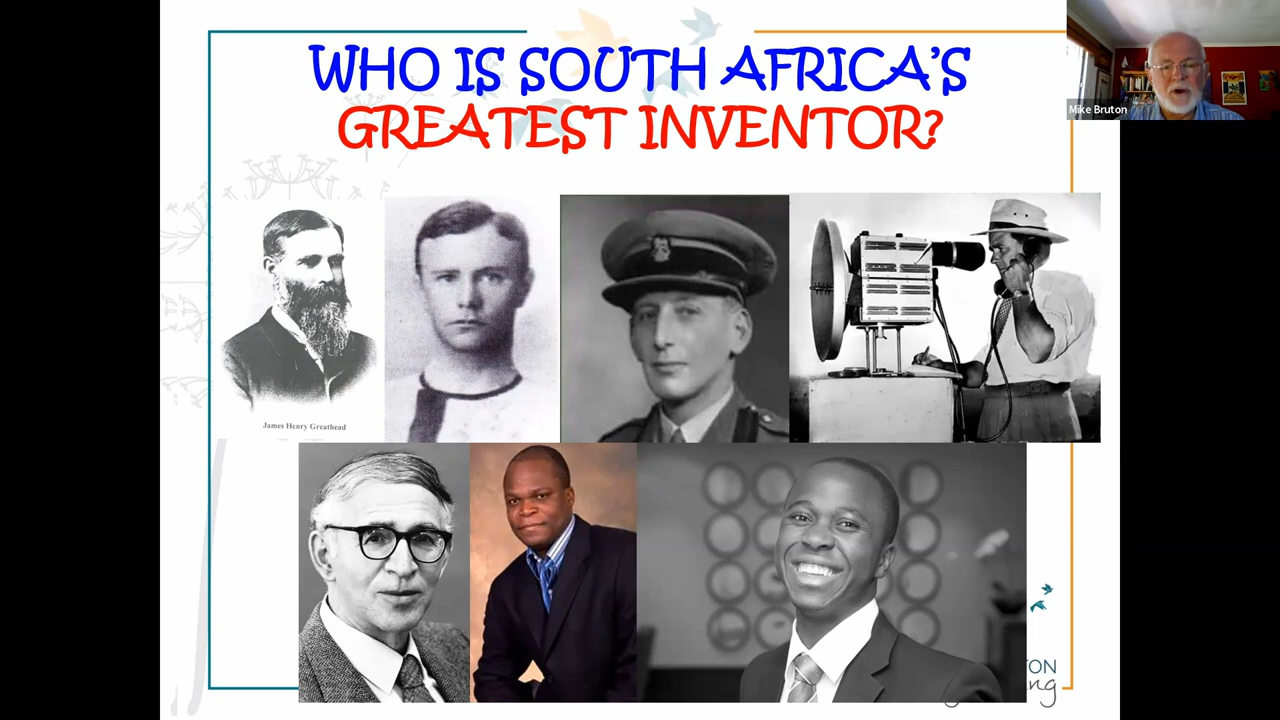 WHO IS SOUTH AFRICA'S
GREATEST INVENTOR?
Mike Bruton
James Henry Greathead